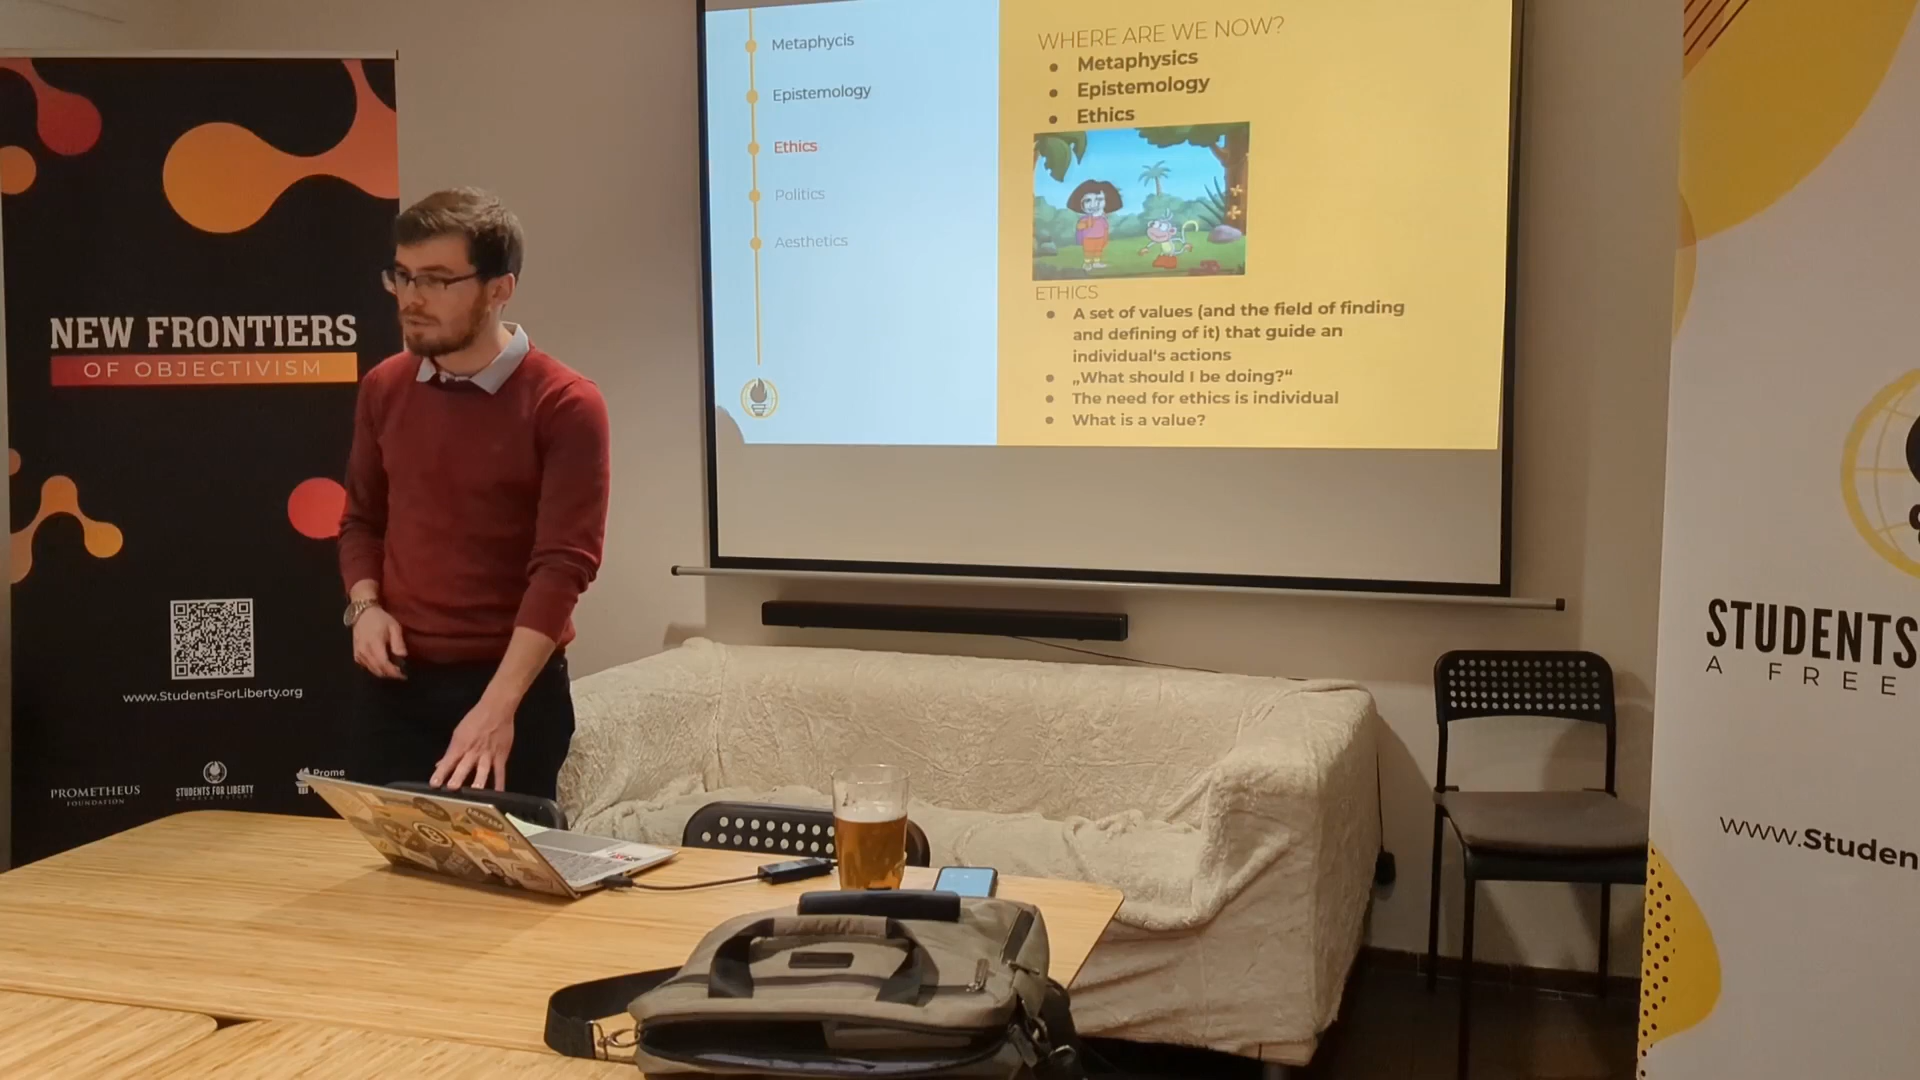 NEW FRONTIERS
OF OBJECTIVISM
www.StudentsForLiberty.org
PROMETHEUS
FOUNDATION
STUDENTS FOR LIBERTY
Prome
Metaphycis
Epistemology
Ethics
Politics
Aesthetics
WHERE ARE WE NOW?
● Metaphysics
● Epistemology
● Ethics
ETHICS
● A set of values (and the field of finding
and defining of it) that guide an
individual's actions
● „What should I be doing?“
● The need for ethics is individual
● What is a value?
STUDENTS
A FREE
www.Studen